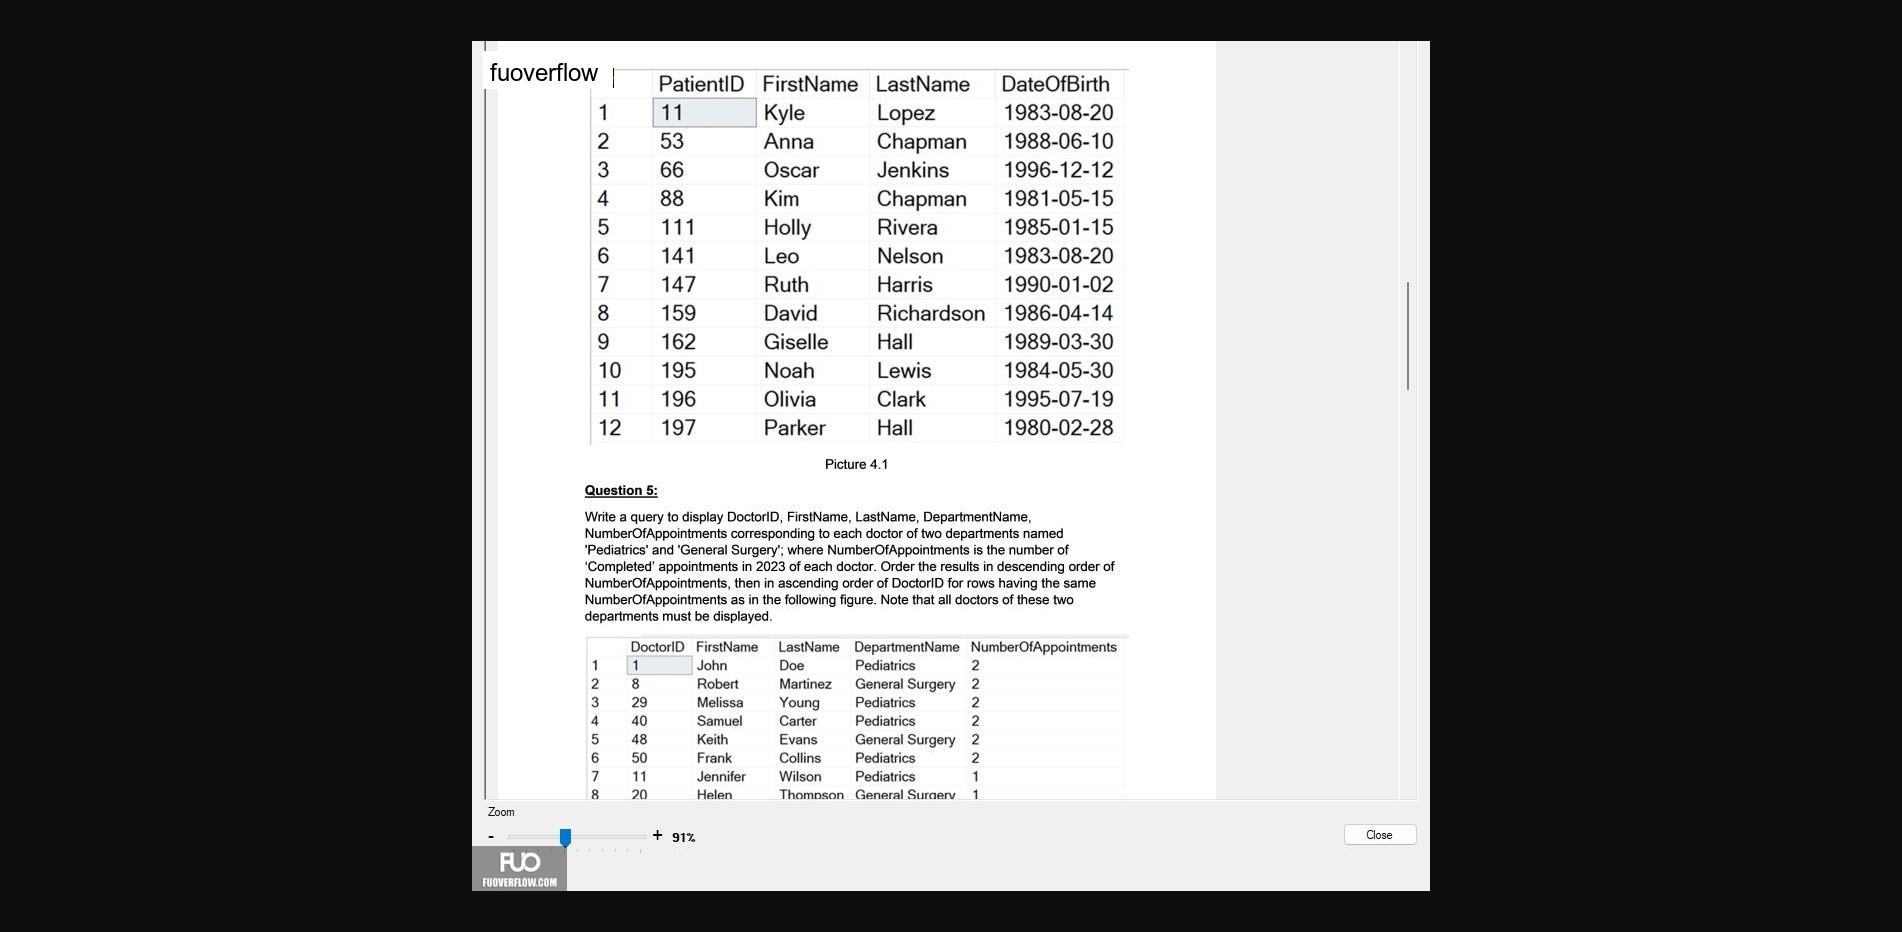 fuoverflow
PatientID FirstName LastName DateOfBirth
1 11 Kyle Lopez 1983-08-20
2 53 Anna Chapman 1988-06-10
3 66 Oscar Jenkins 1996-12-12
4 88 Kim Chapman 1981-05-15
5 111 Holly Rivera 1985-01-15
6 141 Leo Nelson 1983-08-20
7 147 Ruth Harris 1990-01-02
8 159 David Richardson 1986-04-14
9 162 Giselle Hall 1989-03-30
10 195 Noah Lewis 1984-05-30
11 196 Olivia Clark 1995-07-19
12 197 Parker Hall 1980-02-28
Picture 4.1
Question 5:
Write a query to display DoctorID, FirstName, LastName, DepartmentName,
NumberOfAppointments corresponding to each doctor of two departments named
'Pediatrics' and 'General Surgery'; where NumberOfAppointments is the number of
‘Completed’ appointments in 2023 of each doctor. Order the results in descending order of
NumberOfAppointments, then in ascending order of DoctorID for rows having the same
NumberOfAppointments as in the following figure. Note that all doctors of these two
departments must be displayed.
DoctorID FirstName LastName DepartmentName NumberOfAppointments
1 1 John Doe Pediatrics 2
2 8 Robert Martinez General Surgery 2
3 29 Melissa Young Pediatrics 2
4 40 Samuel Carter Pediatrics 2
5 48 Keith Evans General Surgery 2
6 50 Frank Collins Pediatrics 2
7 11 Jennifer Wilson Pediatrics 1
8 20 Helen Thompson General Surgery 1
Zoom
- + 91%
Close
FUO
FUOVERFLOW.COM